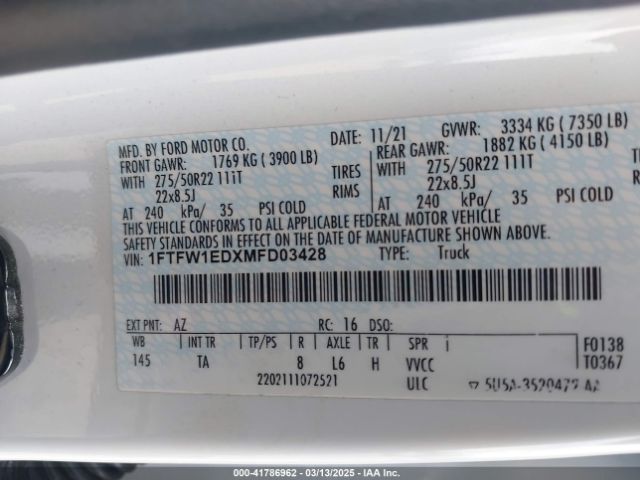 MFD. BY FORD MOTOR CO.
DATE: 11/21 GVWR: 3334 KG ( 7350 LB)
FRONT GAWR: 1769 KG ( 3900 LB)
REAR GAWR: 1882 KG ( 4150 LB)
WITH 275/50R22 111T TIRES
WITH 275/50R22 111T
22x8.5J RIMS
22x8.5J
AT 240 kPa/ 35 PSI COLD
AT 240 kPa/ 35 PSI COLD
THIS VEHICLE CONFORMS TO ALL APPLICABLE FEDERAL MOTOR VEHICLE
SAFETY STANDARDS IN EFFECT ON THE DATE OF MANUFACTURE SHOWN ABOVE.
VIN: 1FTFW1EDXMFD03428 TYPE: Truck
EXT PNT: AZ RC: 16 DSO: F0138
WB INT TR TP/PS R AXLE TR SPR T0367
145 TA 8 L6 H VVCC
2202111072521 ULC
000-41786962 - 03/13/2025 - IAAI.COM